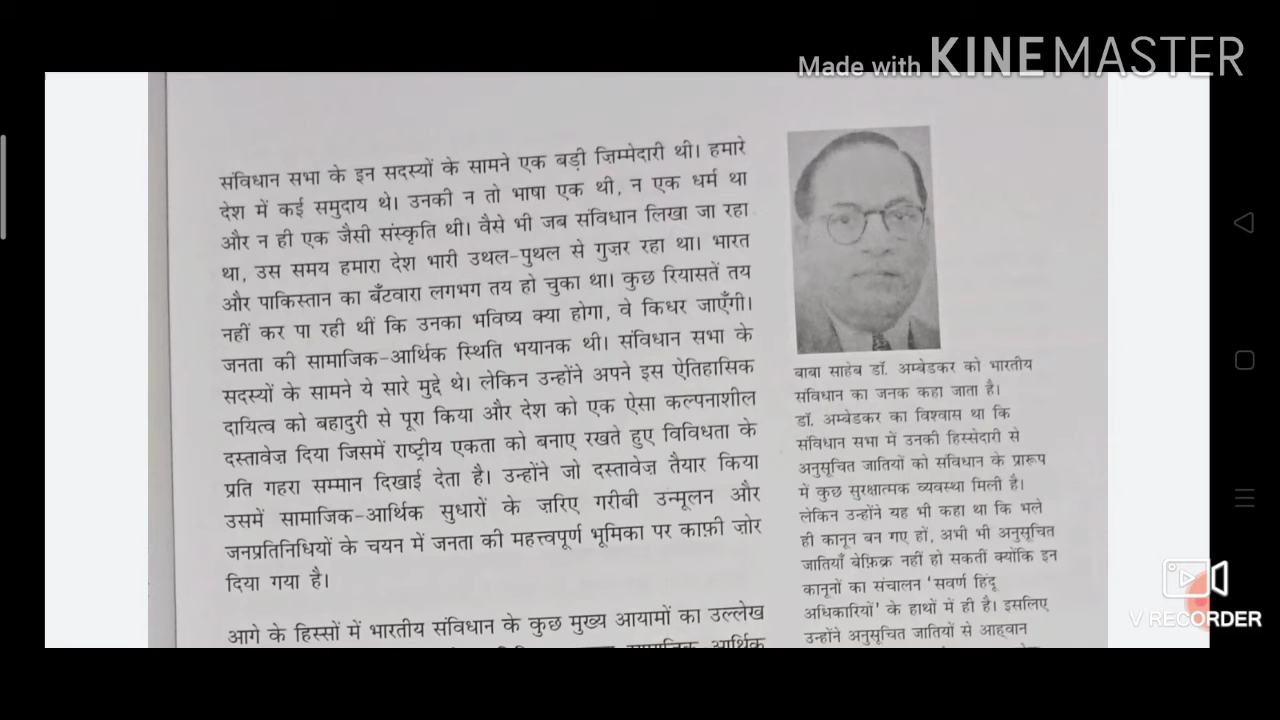 Made with KINEMASTER
संविधान सभा के इन सदस्यों के सामने एक बड़ी ज़िम्मेदारी थी। हमारे
देश में कई समुदाय थे। उनकी न तो भाषा एक थी, न एक धर्म था
और न ही एक जैसी संस्कृति थी। वैसे भी जब संविधान लिखा जा रहा
था, उस समय हमारा देश भारी उथल-पुथल से गुज़र रहा था। भारत
और पाकिस्तान का बँटवारा लगभग तय हो चुका था। कुछ रियासतें तय
नहीं कर पा रही थीं कि उनका भविष्य क्या होगा, वे किधर जाएँगी।
जनता की सामाजिक-आर्थिक स्थिति भयानक थी। संविधान सभा के
सदस्यों के सामने ये सारे मुद्दे थे। लेकिन उन्होंने अपने इस ऐतिहासिक
दायित्व को बहादुरी से पूरा किया और देश को एक ऐसा कल्पनाशील
दस्तावेज़ दिया जिसमें राष्ट्रीय एकता को बनाए रखते हुए विविधता के
प्रति गहरा सम्मान दिखाई देता है। उन्होंने जो दस्तावेज़ तैयार किया
उसमें सामाजिक-आर्थिक सुधारों के ज़रिए गरीबी उन्मूलन और
जनप्रतिनिधियों के चयन में जनता की महत्त्वपूर्ण भूमिका पर काफ़ी ज़ोर
दिया गया है।
आगे के हिस्सों में भारतीय संविधान के कुछ मुख्य आयामों का उल्लेख
सामाजिक आर्थिक
बाबा साहेब डॉ. अम्बेडकर को भारतीय
संविधान का जनक कहा जाता है।
डॉ. अम्बेडकर का विश्वास था कि
संविधान सभा में उनकी हिस्सेदारी से
अनुसूचित जातियों को संविधान के प्रारूप
में कुछ सुरक्षात्मक व्यवस्था मिली है।
लेकिन उन्होंने यह भी कहा था कि भले
ही कानून बन गए हों, अभी भी अनुसूचित
जातियाँ बेफ़िक्र नहीं हो सकतीं क्योंकि इन
कानूनों का संचालन 'सवर्ण हिंदू
अधिकारियों' के हाथों में ही है। इसलिए
उन्होंने अनुसूचित जातियों से आह्वान
V RECORDER